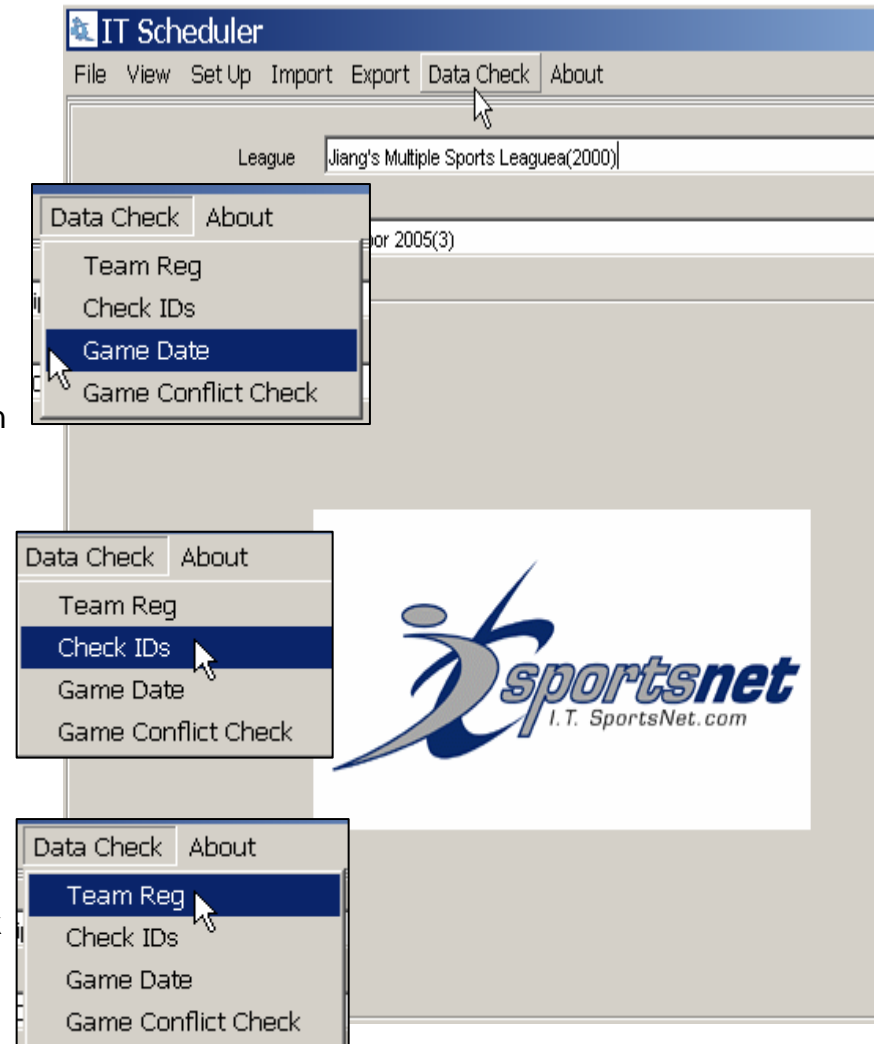 IT Scheduler
File View Set Up Import Export Data Check About
League Jiang's Multiple Sports Leaguea(2000)
2005(3)
Data Check About
Team Reg
Check IDs
Game Date
Game Conflict Check
Data Check About
Team Reg
Check IDs
Game Date
Game Conflict Check
sportsnet
I.T. SportsNet.com
Data Check About
Team Reg
Check IDs
Game Date
Game Conflict Check